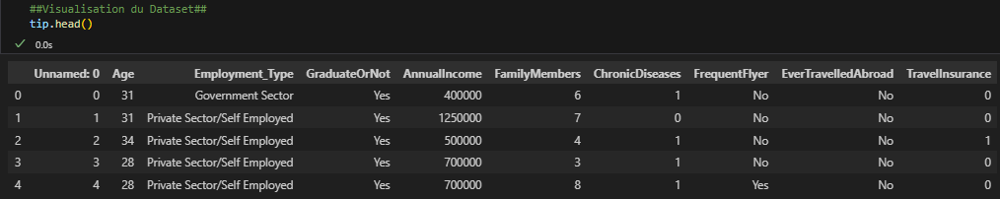 ##Visualisation du Dataset##
tip.head()
0.0s
Unnamed: 0 Age Employment_Type GraduateOrNot AnnualIncome FamilyMembers ChronicDiseases FrequentFlyer EverTravelledAbroad TravelInsurance
0 0 31 Government Sector Yes 400000 6 1 No No 0
1 1 31 Private Sector/Self Employed Yes 1250000 7 0 No No 0
2 2 34 Private Sector/Self Employed Yes 500000 4 1 No No 1
3 3 28 Private Sector/Self Employed Yes 700000 3 1 No No 0
4 4 28 Private Sector/Self Employed Yes 700000 8 1 Yes No 0